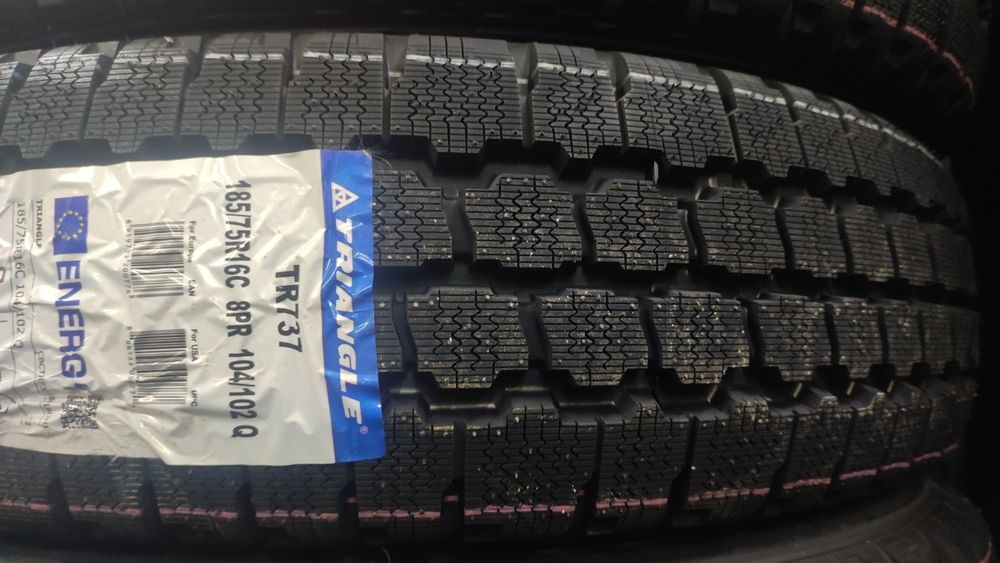 TRIANGLE®
TR737
185/75R16C 8PR 104/102 Q
For Europe EAN
For USA UPC
ENERG
TRIANGLE
185/75R16C 104/102 Q